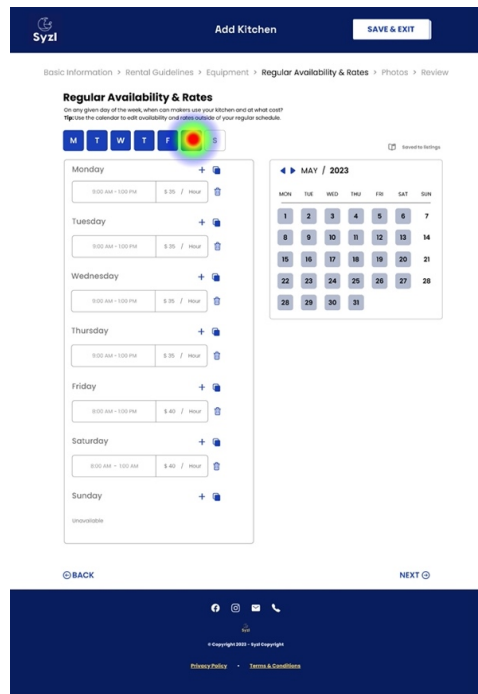 Syzl
Add Kitchen
SAVE & EXIT
Basic Information > Rental Guidelines > Equipment > Regular Availability & Rates > Photos > Review
Regular Availability & Rates
On any given day of the week, when can makers use your kitchen and at what cost?
Tip: Use the calendar to edit availability and rates outside of your regular schedule.
M T W T F S
Saved to listings
Monday
9:00 AM - 1:00 PM $ 35 / Hour
Tuesday
9:00 AM - 1:00 PM $ 35 / Hour
Wednesday
9:00 AM - 1:00 PM $ 35 / Hour
Thursday
9:00 AM - 1:00 PM $ 35 / Hour
Friday
9:00 AM - 1:00 PM $ 40 / Hour
Saturday
8:00 AM - 1:00 AM $ 40 / Hour
Sunday
Unavailable
MAY / 2023
MON TUE WED THU FRI SAT SUN
1 2 3 4 5 6 7
8 9 10 11 12 13 14
15 16 17 18 19 20 21
22 23 24 25 26 27 28
28 29 30 31
BACK
NEXT
Syzl
© Copyright 2023 - Syzl Copyright
Privacy Policy • Terms & Conditions